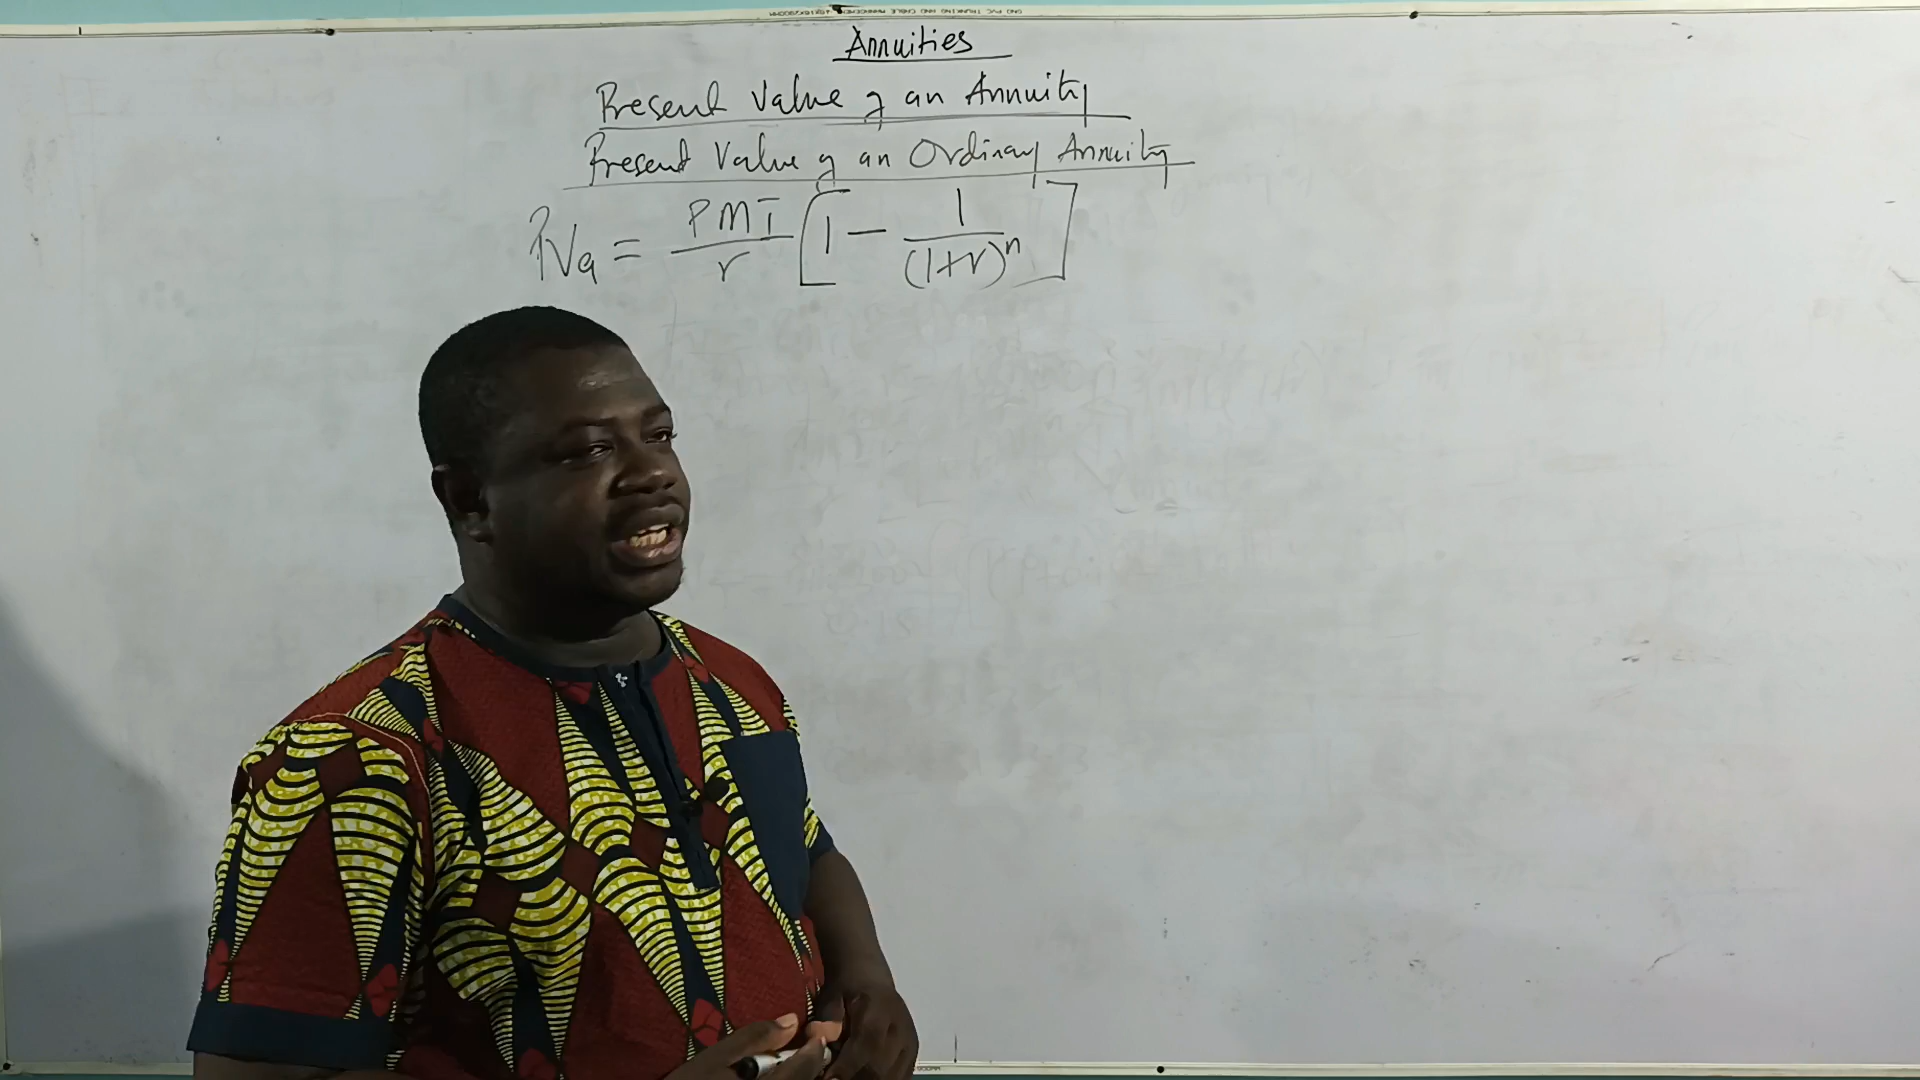 Annuities
Present Value of an Annuity
Present Value of an Ordinary Annuity
PVa = PMT/r [1 - 1/(1+r)^n]